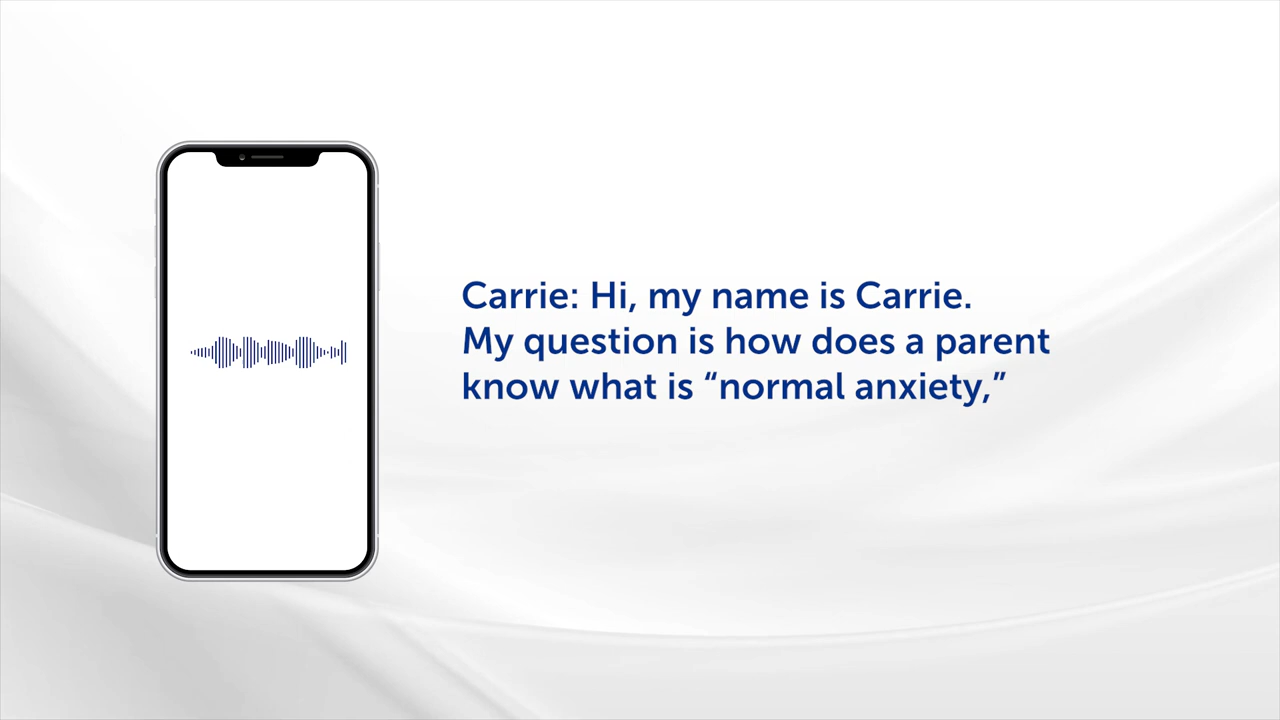 Carrie: Hi, my name is Carrie.
My question is how does a parent
know what is “normal anxiety,”